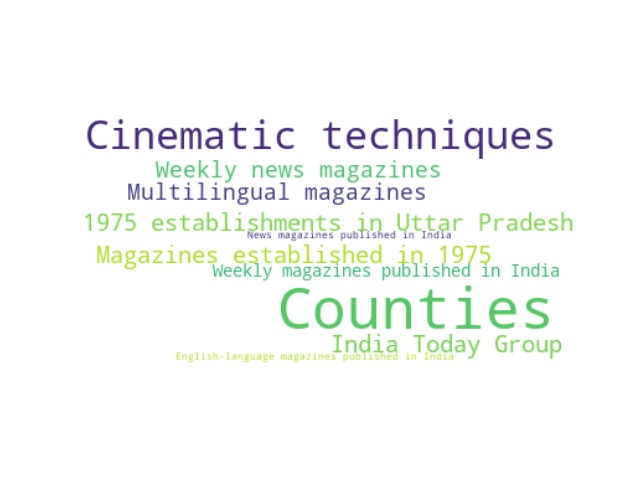 Cinematic techniques
Weekly news magazines
Multilingual magazines
1975 establishments in Uttar Pradesh
News magazines published in India
Magazines established in 1975
Weekly magazines published in India
Counties
India Today Group
English-language magazines published in India